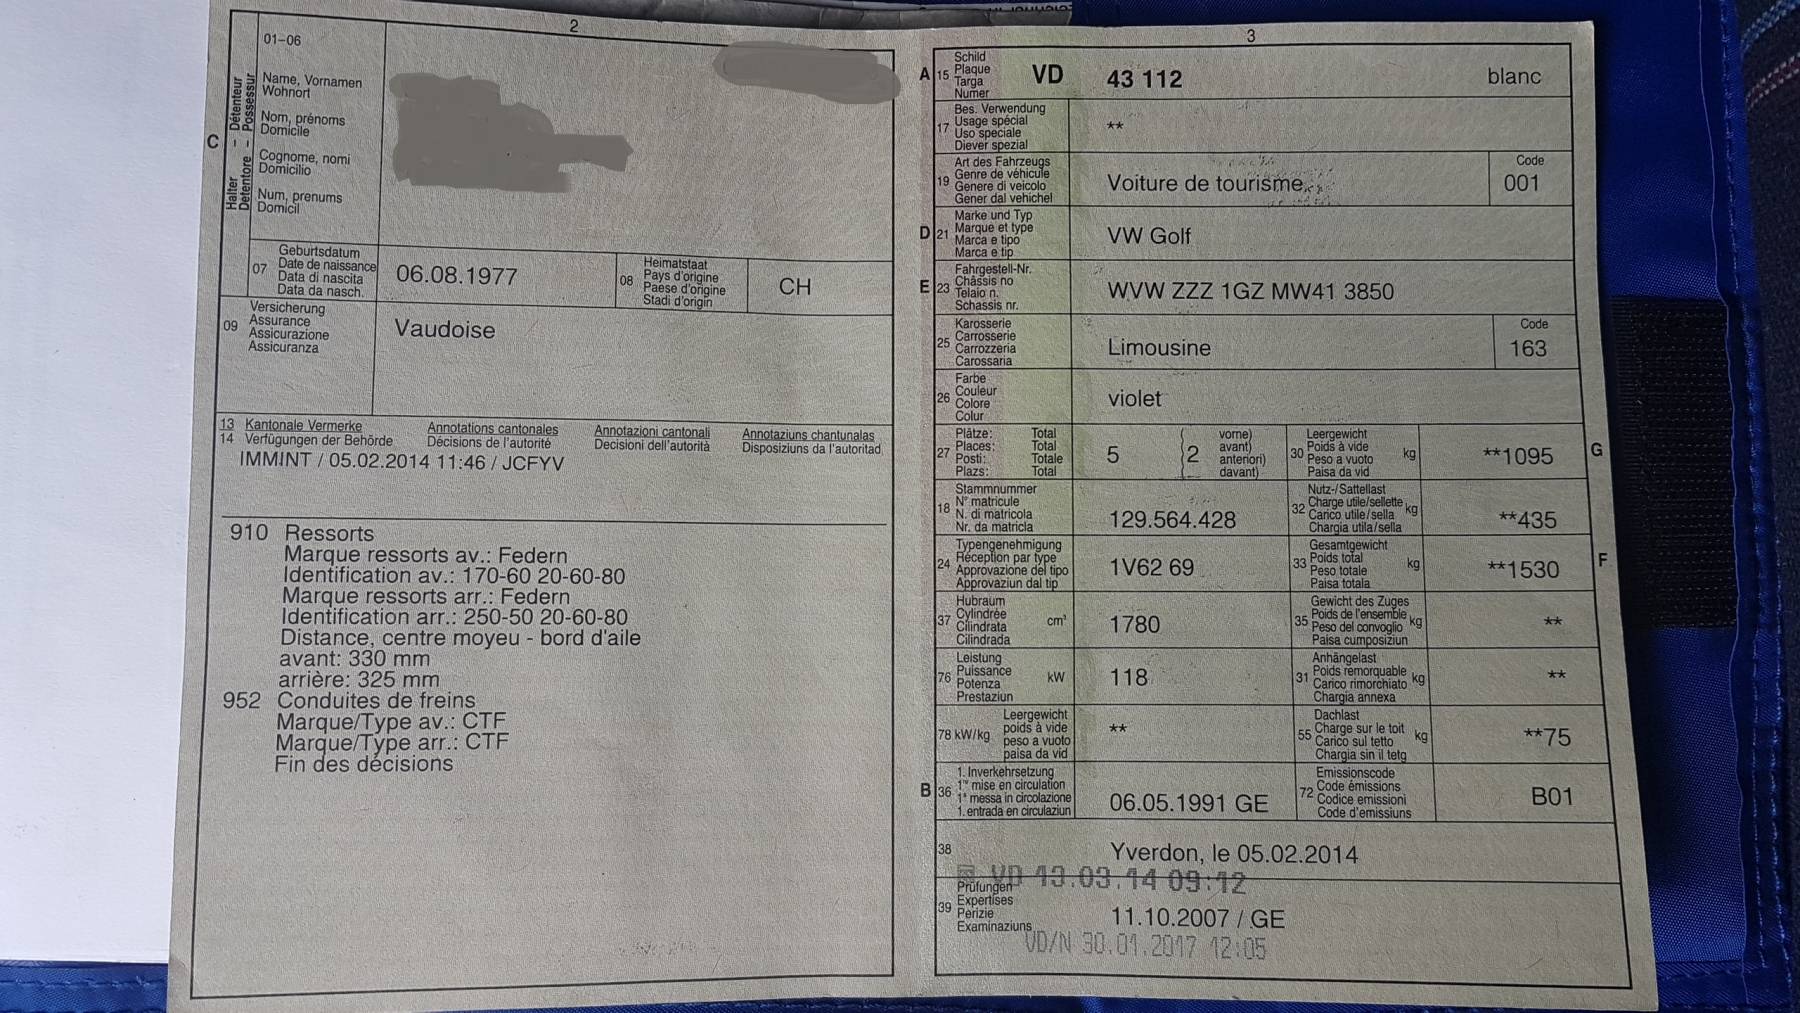 2
01-06
Halter – Détenteur
Detentore – Possessur
C
Name, Vornamen
Wohnort
Nom, prénoms
Domicile
Cognome, nomi
Domicilio
Num, prenums
Domicil
07
Geburtsdatum
Date de naissance
Data di nascita
Data da nasch.
06.08.1977
08
Heimatstaat
Pays d'origine
Paese d'origine
Stadi d'origin
CH
09
Versicherung
Assurance
Assicurazione
Assicuranza
Vaudoise
13 Kantonale Vermerke Annotations cantonales Annotazioni cantonali Annotaziuns chantunalas
14 Verfügungen der Behörde Décisions de l'autorité Decisioni dell'autorità Disposiziuns da l'autoritad
IMMINT / 05.02.2014 11:46 / JCFYV
910 Ressorts
Marque ressorts av.: Federn
Identification av.: 170-60 20-60-80
Marque ressorts arr.: Federn
Identification arr.: 250-50 20-60-80
Distance, centre moyeu - bord d'aile
avant: 330 mm
arrière: 325 mm
952 Conduites de freins
Marque/Type av.: CTF
Marque/Type arr.: CTF
Fin des décisions
3
A 15
Schild
Plaque
Targa
Numer
VD 43 112 blanc
17
Bes. Verwendung
Usage spécial
Uso speciale
Diever spezial
**
19
Art des Fahrzeugs
Genre de véhicule
Genere di veicolo
Gener dal vehichel
Voiture de tourisme
Code
001
D 21
Marke und Typ
Marque et type
Marca e tipo
Marca e tip
VW Golf
E 23
Fahrgestell-Nr.
Châssis no
Telaio n.
Schassis nr.
WVW ZZZ 1GZ MW41 3850
25
Karosserie
Carrosserie
Carrozzeria
Carossaria
Limousine
Code
163
26
Farbe
Couleur
Colore
Colur
violet
27
Plätze: Total
Places: Total
Posti: Totale
Plazs: Total
5 ( 2
vorne)
avant)
anteriori)
davant)
30
Leergewicht
Poids à vide
Peso a vuoto
Paisa da vid
kg
**1095
G
18
Stammnummer
N° matricule
N. di matricola
Nr. da matricla
129.564.428
32
Nutz-/Sattellast
Charge utile/sellette
Carico utile/sella
Chargia utila/sella
kg
**435
24
Typengenehmigung
Réception par type
Approvazione del tipo
Approvaziun dal tip
1V62 69
33
Gesamtgewicht
Poids total
Peso totale
Paisa totala
kg
**1530
F
37
Hubraum
Cylindrée
Cilindrata
Cilindrada
cm³
1780
35
Gewicht des Zuges
Poids de l'ensemble
Peso del convoglio
Paisa cumposiziun
kg
**
76
Leistung
Puissance
Potenza
Prestaziun
kW
118
31
Anhängelast
Poids remorquable
Carico rimorchiato
Chargia annexa
kg
**
78 kW/kg
Leergewicht
poids à vide
peso a vuoto
paisa da vid
**
55
Dachlast
Charge sur le toit
Carico sul tetto
Chargia sin il tetg
kg
**75
B 36
1. Inverkehrsetzung
1re mise en circulation
1a messa in circolazione
1. entrada en circulaziun
06.05.1991 GE
72
Emissionscode
Code émissions
Codice emissioni
Code d'emissiuns
B01
38
Yverdon, le 05.02.2014
VD 13.03.14 09:12
39
Prüfungen
Expertises
Perizie
Examinaziuns
11.10.2007 / GE
VD/N 30.01.2017 12:05